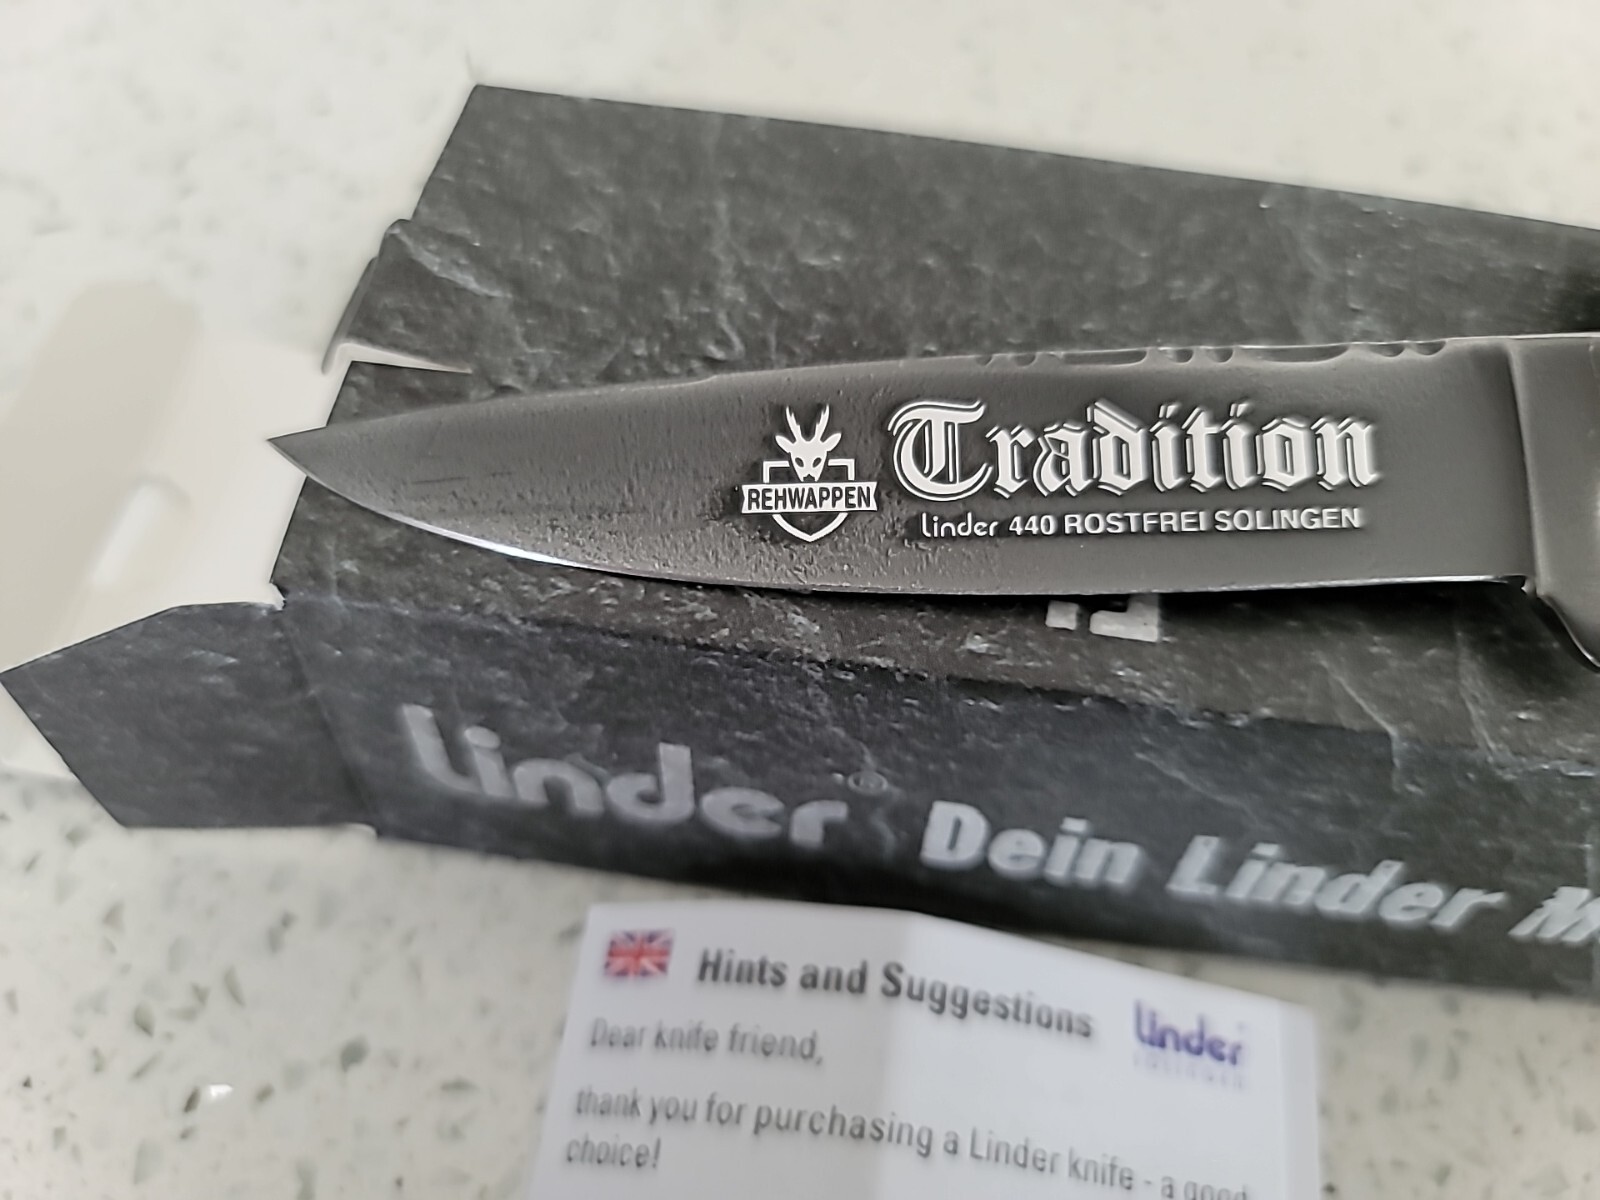 REHWAPPEN
Tradition
Linder 440 ROSTFREI SOLINGEN
Linder® Dein Linder
Hints and Suggestions
Linder
Dear knife friend,
thank you for purchasing a Linder knife - a good
choice!